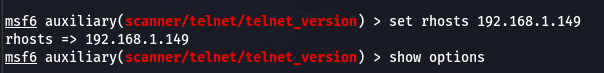 msf6 auxiliary(scanner/telnet/telnet_version) > set rhosts 192.168.1.149
rhosts => 192.168.1.149
msf6 auxiliary(scanner/telnet/telnet_version) > show options